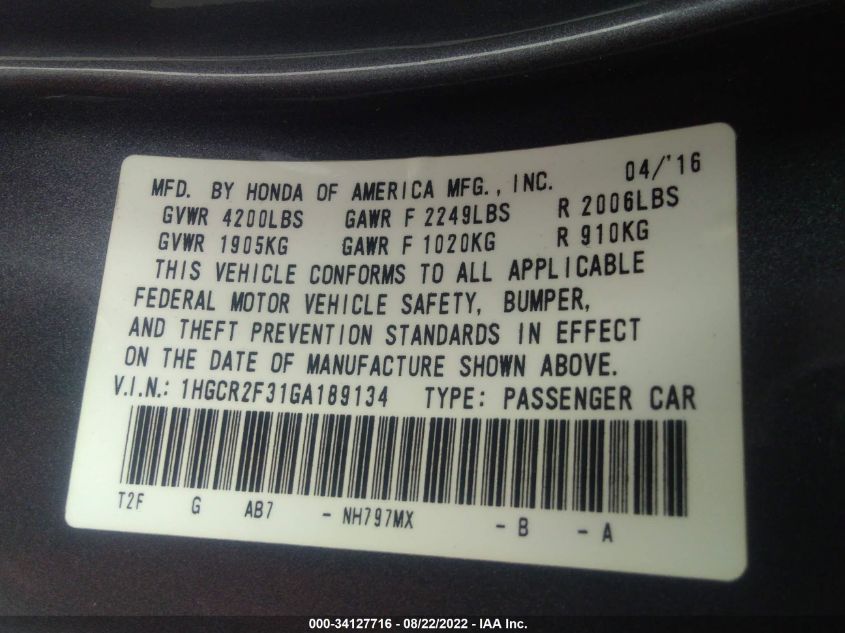 MFD. BY HONDA OF AMERICA MFG., INC. 04/'16
GVWR 4200LBS GAWR F 2249LBS R 2006LBS
GVWR 1905KG GAWR F 1020KG R 910KG
THIS VEHICLE CONFORMS TO ALL APPLICABLE
FEDERAL MOTOR VEHICLE SAFETY, BUMPER,
AND THEFT PREVENTION STANDARDS IN EFFECT
ON THE DATE OF MANUFACTURE SHOWN ABOVE.
V.I.N.: 1HGCR2F31GA189134 TYPE: PASSENGER CAR
T2F G AB7 - NH797MX - B - A
000-34127716 - 08/22/2022 - IAA Inc.